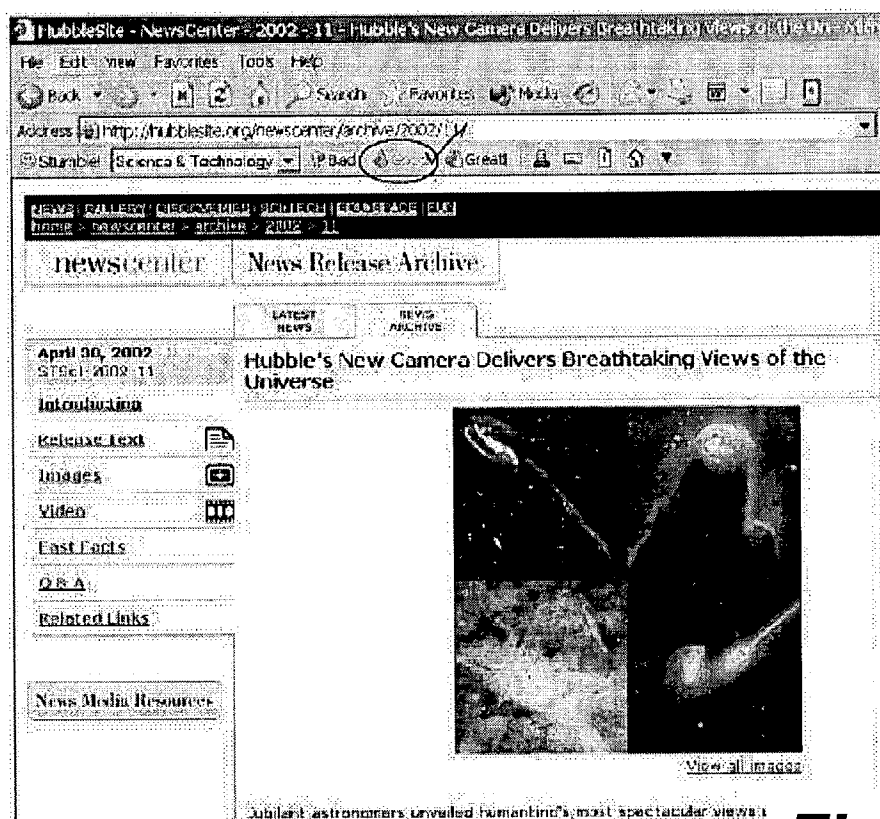 HubbleSite - NewsCenter - 2002 - 11 - Hubble's New Camera Delivers Breathtaking Views of the Uni
File Edit View Favorites Tools Help
Back Search Favorites Media
Address http://hubblesite.org/newscenter/archive/2002/11/
Stumble! Science & Technology Bad Great!
NEWS | GALLERY | DISCOVERIES | SCI/TECH | EDU.SPACE | FUN
home > newscenter > archive > 2002 > 11
newscenter News Release Archive
LATEST NEWS
NEWS ARCHIVE
April 30, 2002
STScI-2002-11
Introduction
Release Text
Images
Video
Fast Facts
Q & A
Related Links
News Media Resources
Hubble's New Camera Delivers Breathtaking Views of the
Universe
View all images
Jubilant astronomers unveiled humankind's most spectacular views